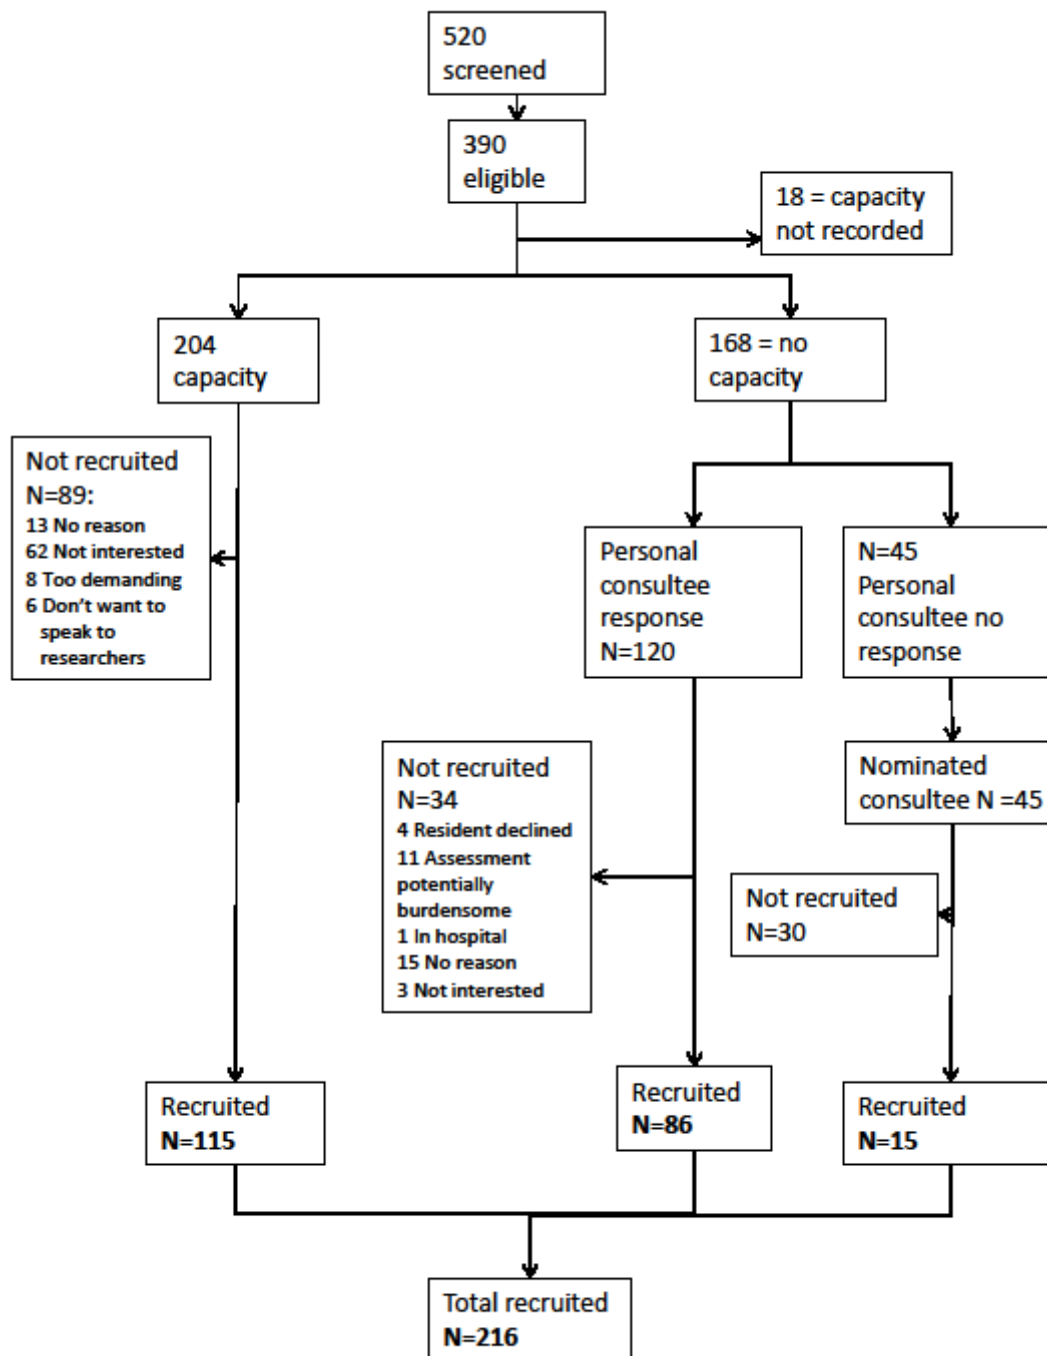 520
screened
390
eligible
18 = capacity
not recorded
204
capacity
168 = no
capacity
Not recruited
N=89:
13 No reason
62 Not interested
8 Too demanding
6 Don't want to
speak to
researchers
Personal
consultee
response
N=120
N=45
Personal
consultee no
response
Not recruited
N=34
4 Resident declined
11 Assessment
potentially
burdensome
1 In hospital
15 No reason
3 Not interested
Nominated
consultee N =45
Not recruited
N=30
Recruited
N=115
Recruited
N=86
Recruited
N=15
Total recruited
N=216